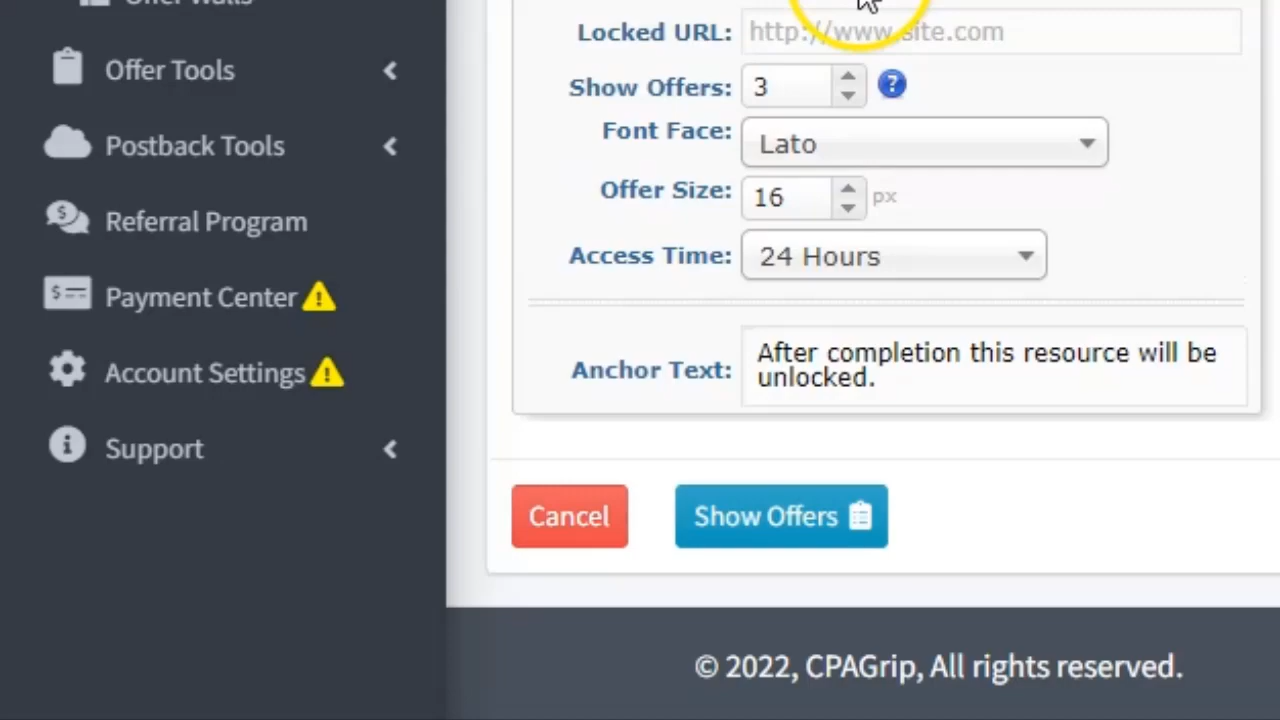 Offer Walls
Offer Tools
Postback Tools
Referral Program
Payment Center
Account Settings
Support
Locked URL: http://www.site.com
Show Offers: 3
Font Face: Lato
Offer Size: 16 px
Access Time: 24 Hours
Anchor Text: After completion this resource will be
unlocked.
Cancel
Show Offers
© 2022, CPAGrip, All rights reserved.